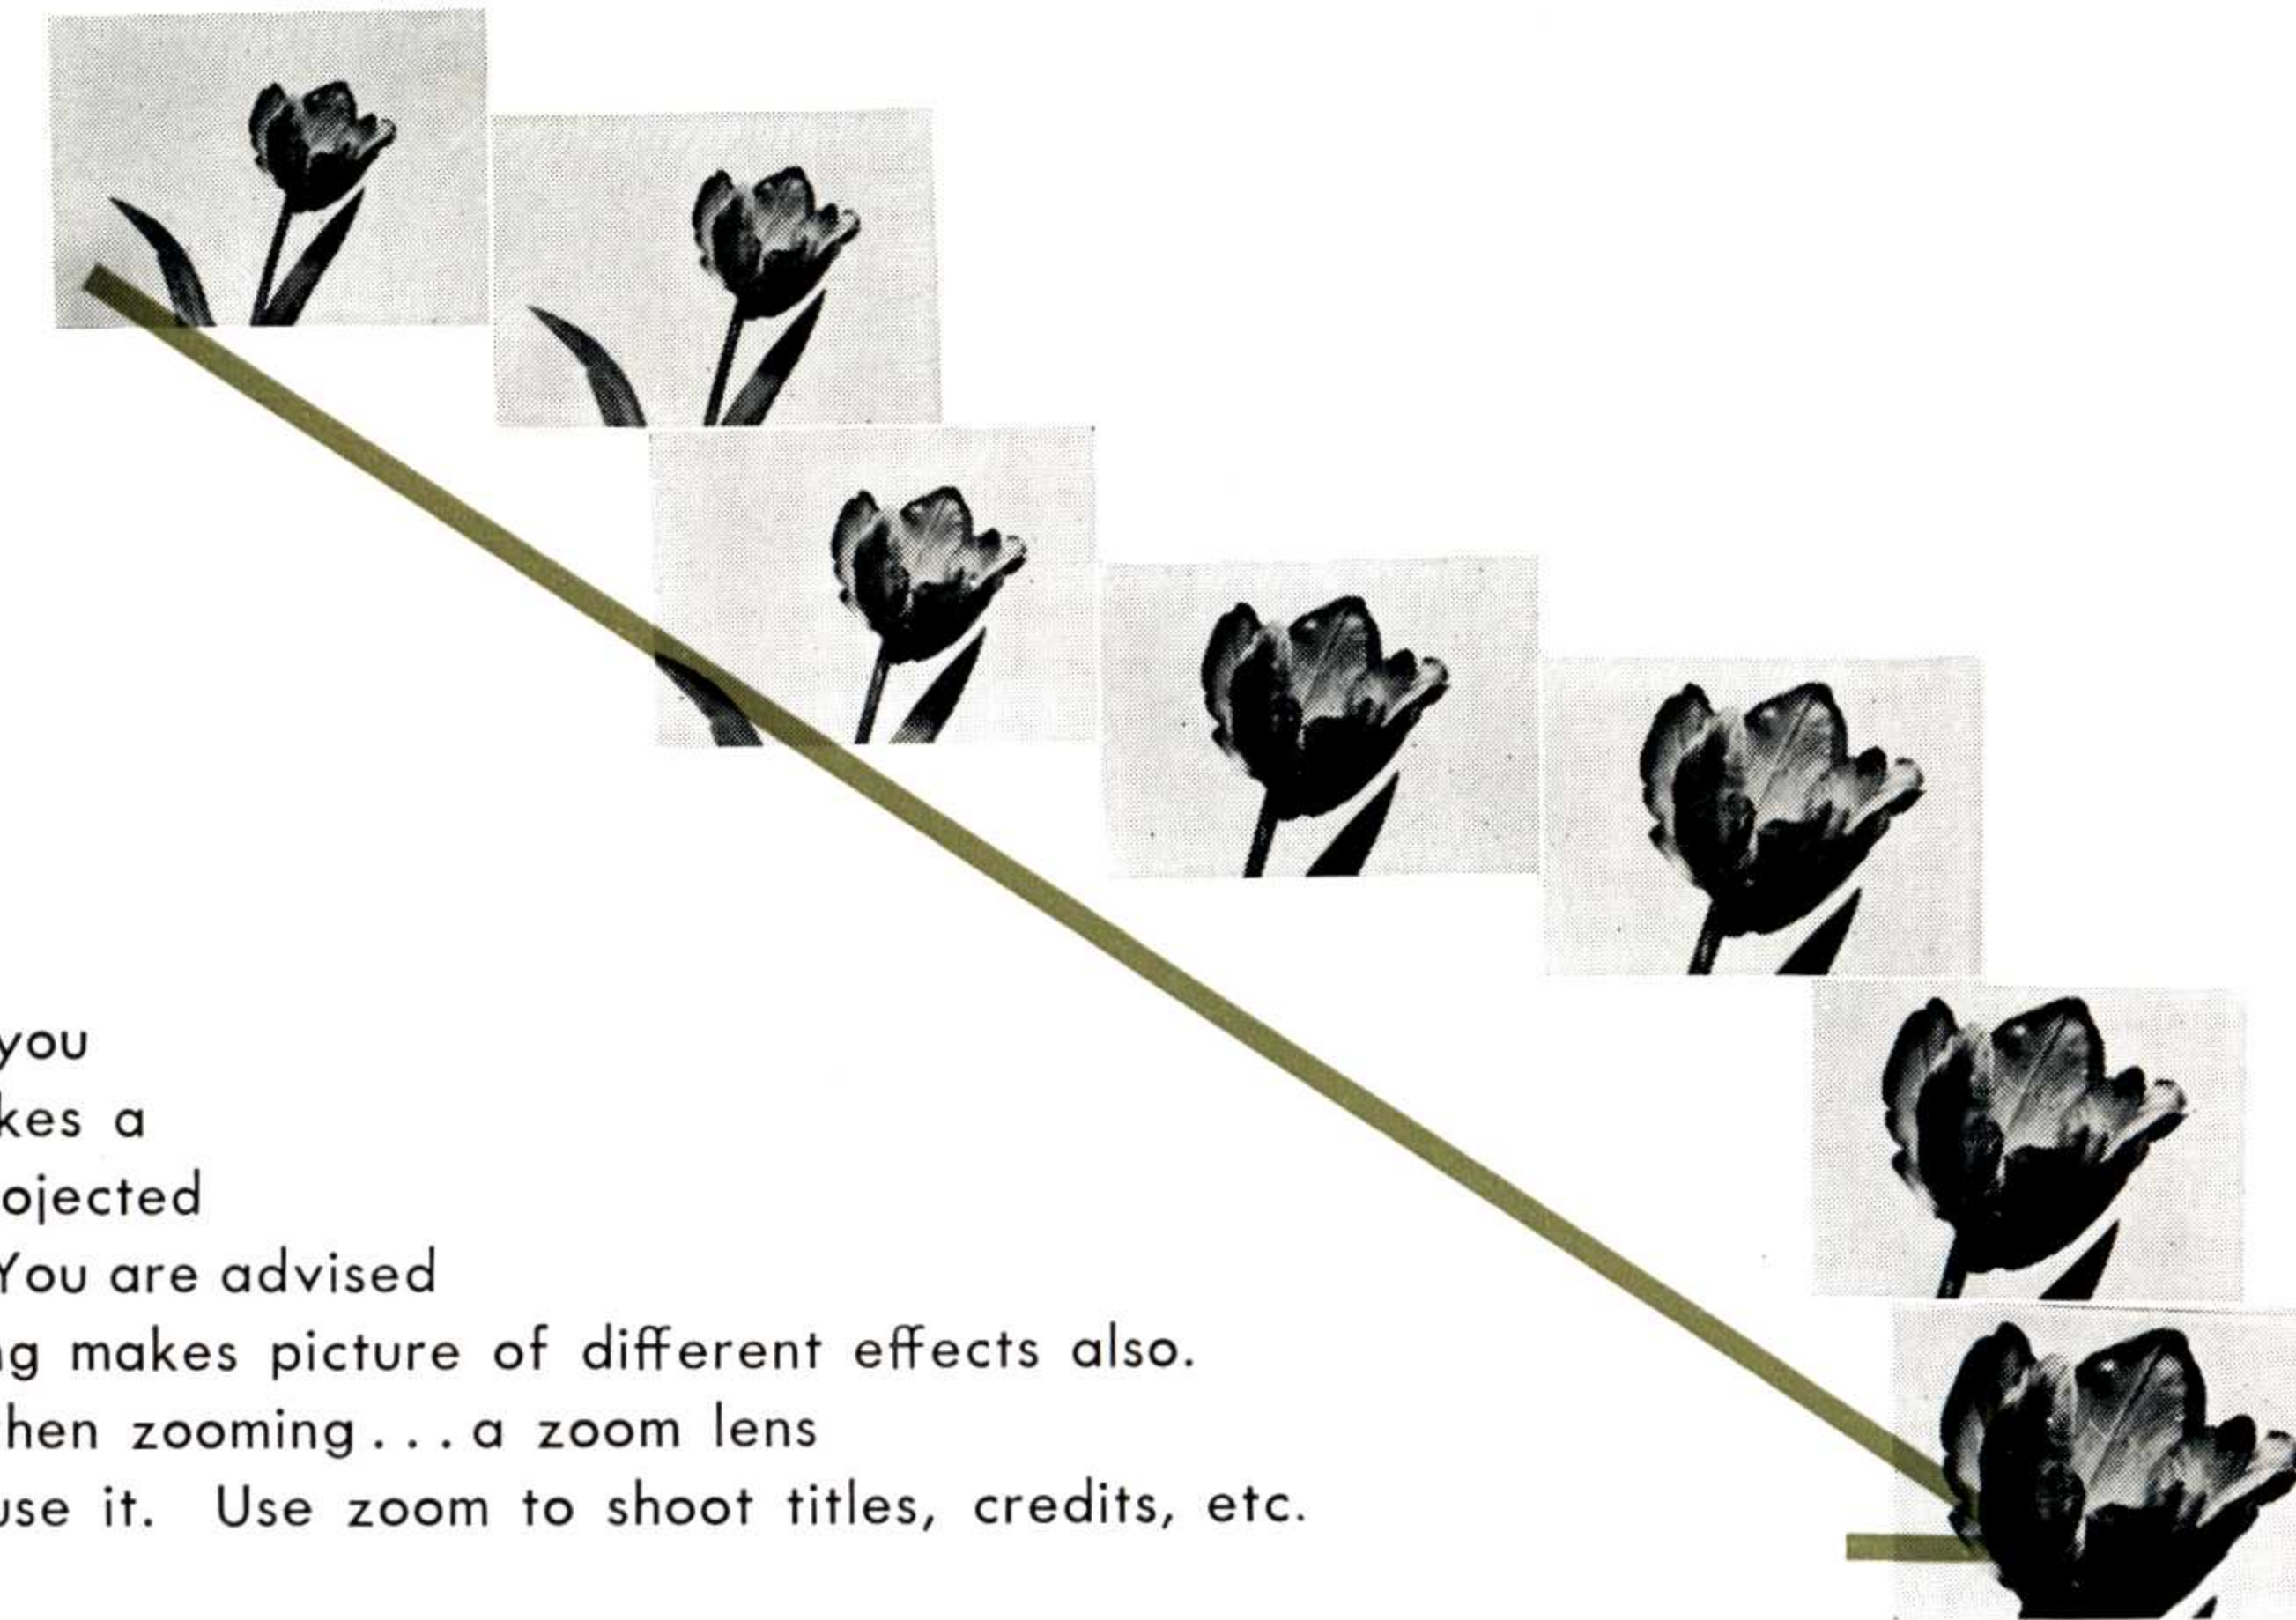 you
kes a
ojected
You are advised
g makes picture of different effects also.
hen zooming...a zoom lens
use it. Use zoom to shoot titles, credits, etc.